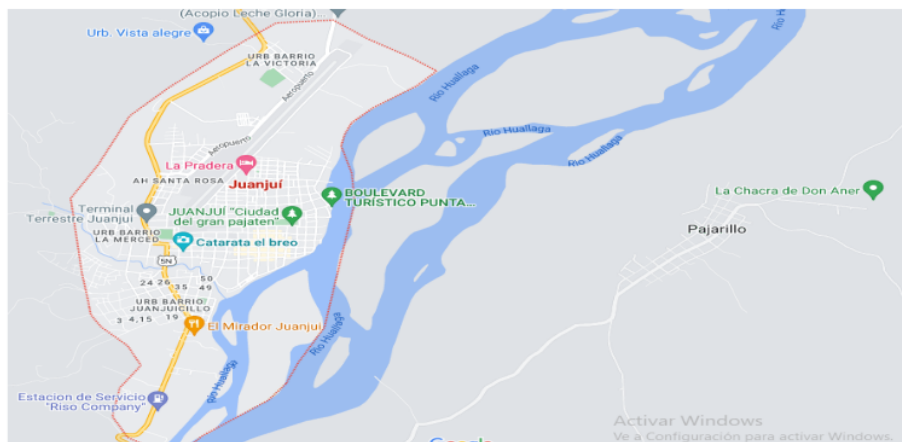 (Acopio Leche Gloria)
Urb. Vista alegre
URB BARRIO
LA VICTORIA
Aeropuerto
Aeropuerto
Río Huallaga
Río Huallaga
Río Huallaga
La Pradera
AH SANTA ROSA
Juanjuí
BOULEVARD
TURÍSTICO PUNTA...
La Chacra de Don Aner
Terminal
Terrestre Juanjui
JUANJUÍ "Ciudad
del gran pajaten"
Pajarillo
URB BARRIO
LA MERCED
Catarata el breo
5N
24 26 35 50
49
URB BARRIO
JUANJUICILLO
3 4,15 19
El Mirador Juanjui
Río Huallaga
Río Huallaga
Estacion de Servicio
"Riso Company"
Activar Windows
Ve a Configuración para activar Windows.
Google